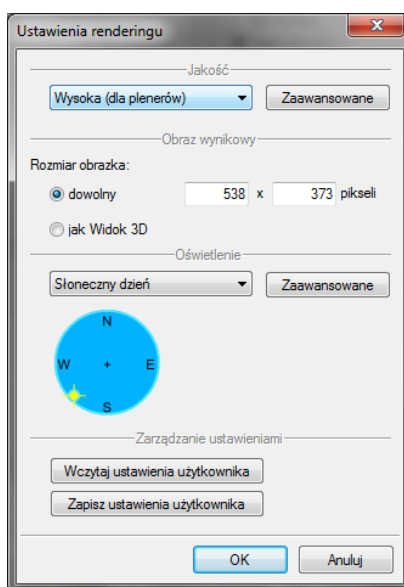 Ustawienia renderingu
Jakość
Wysoka (dla plenerów) Zaawansowane
Obraz wynikowy
Rozmiar obrazka:
dowolny 538 x 373 pikseli
jak Widok 3D
Oświetlenie
Słoneczny dzień Zaawansowane
N
W + E
S
Zarządzanie ustawieniami
Wczytaj ustawienia użytkownika
Zapisz ustawienia użytkownika
OK Anuluj